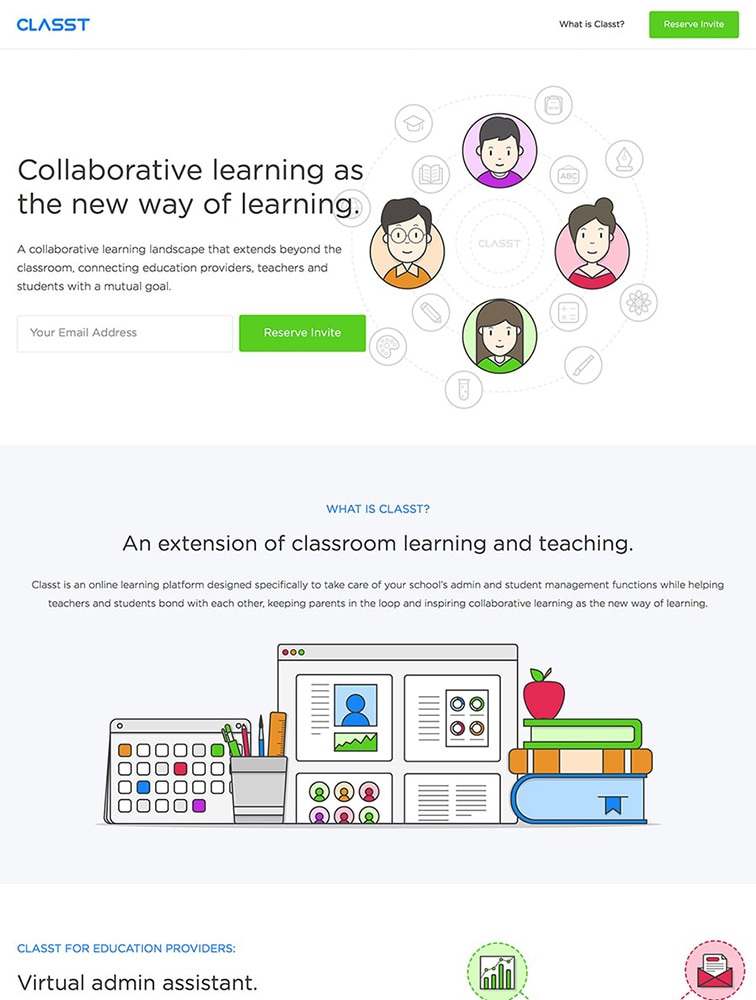 CLASST
What is Classt?
Reserve Invite
Collaborative learning as
the new way of learning.
A collaborative learning landscape that extends beyond the
classroom, connecting education providers, teachers and
students with a mutual goal.
Your Email Address
Reserve Invite
ABC
CLASST
WHAT IS CLASST?
An extension of classroom learning and teaching.
Classt is an online learning platform designed specifically to take care of your school's admin and student management functions while helping
teachers and students bond with each other, keeping parents in the loop and inspiring collaborative learning as the new way of learning.
CLASST FOR EDUCATION PROVIDERS:
Virtual admin assistant.